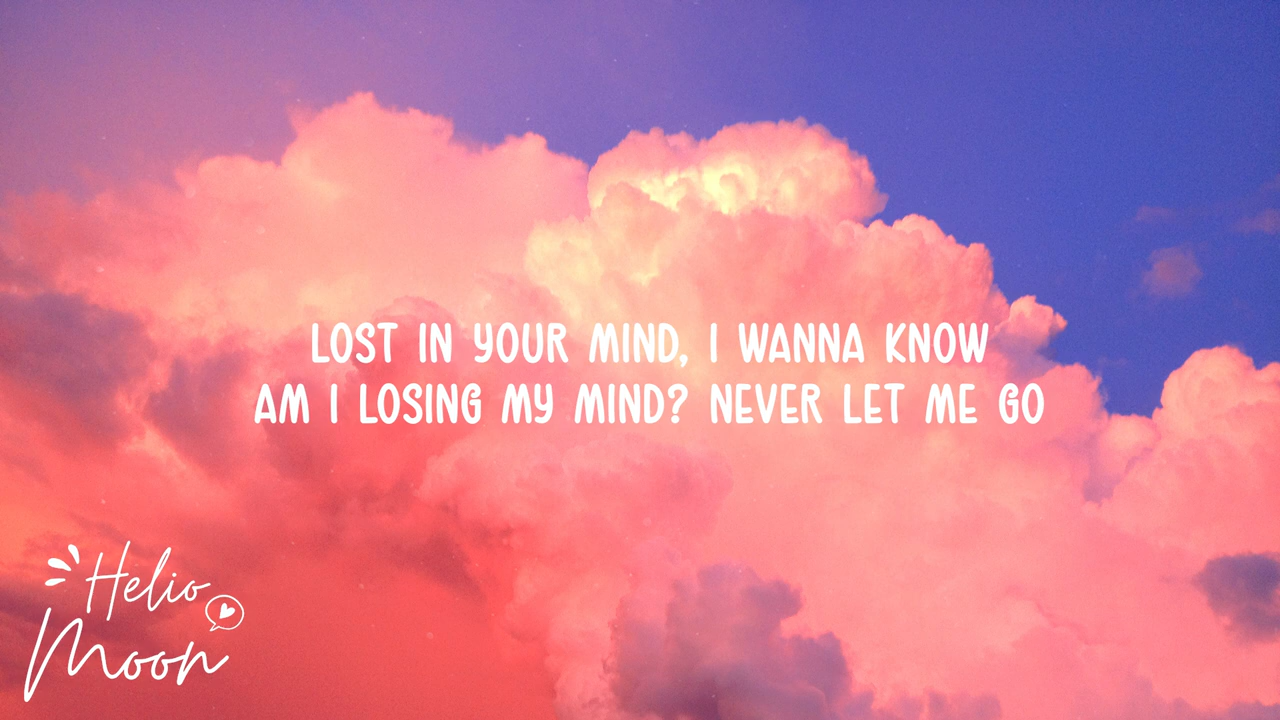 LOST IN YOUR MIND, I WANNA KNOW
AM I LOSING MY MIND? NEVER LET ME GO
Helio
Moon